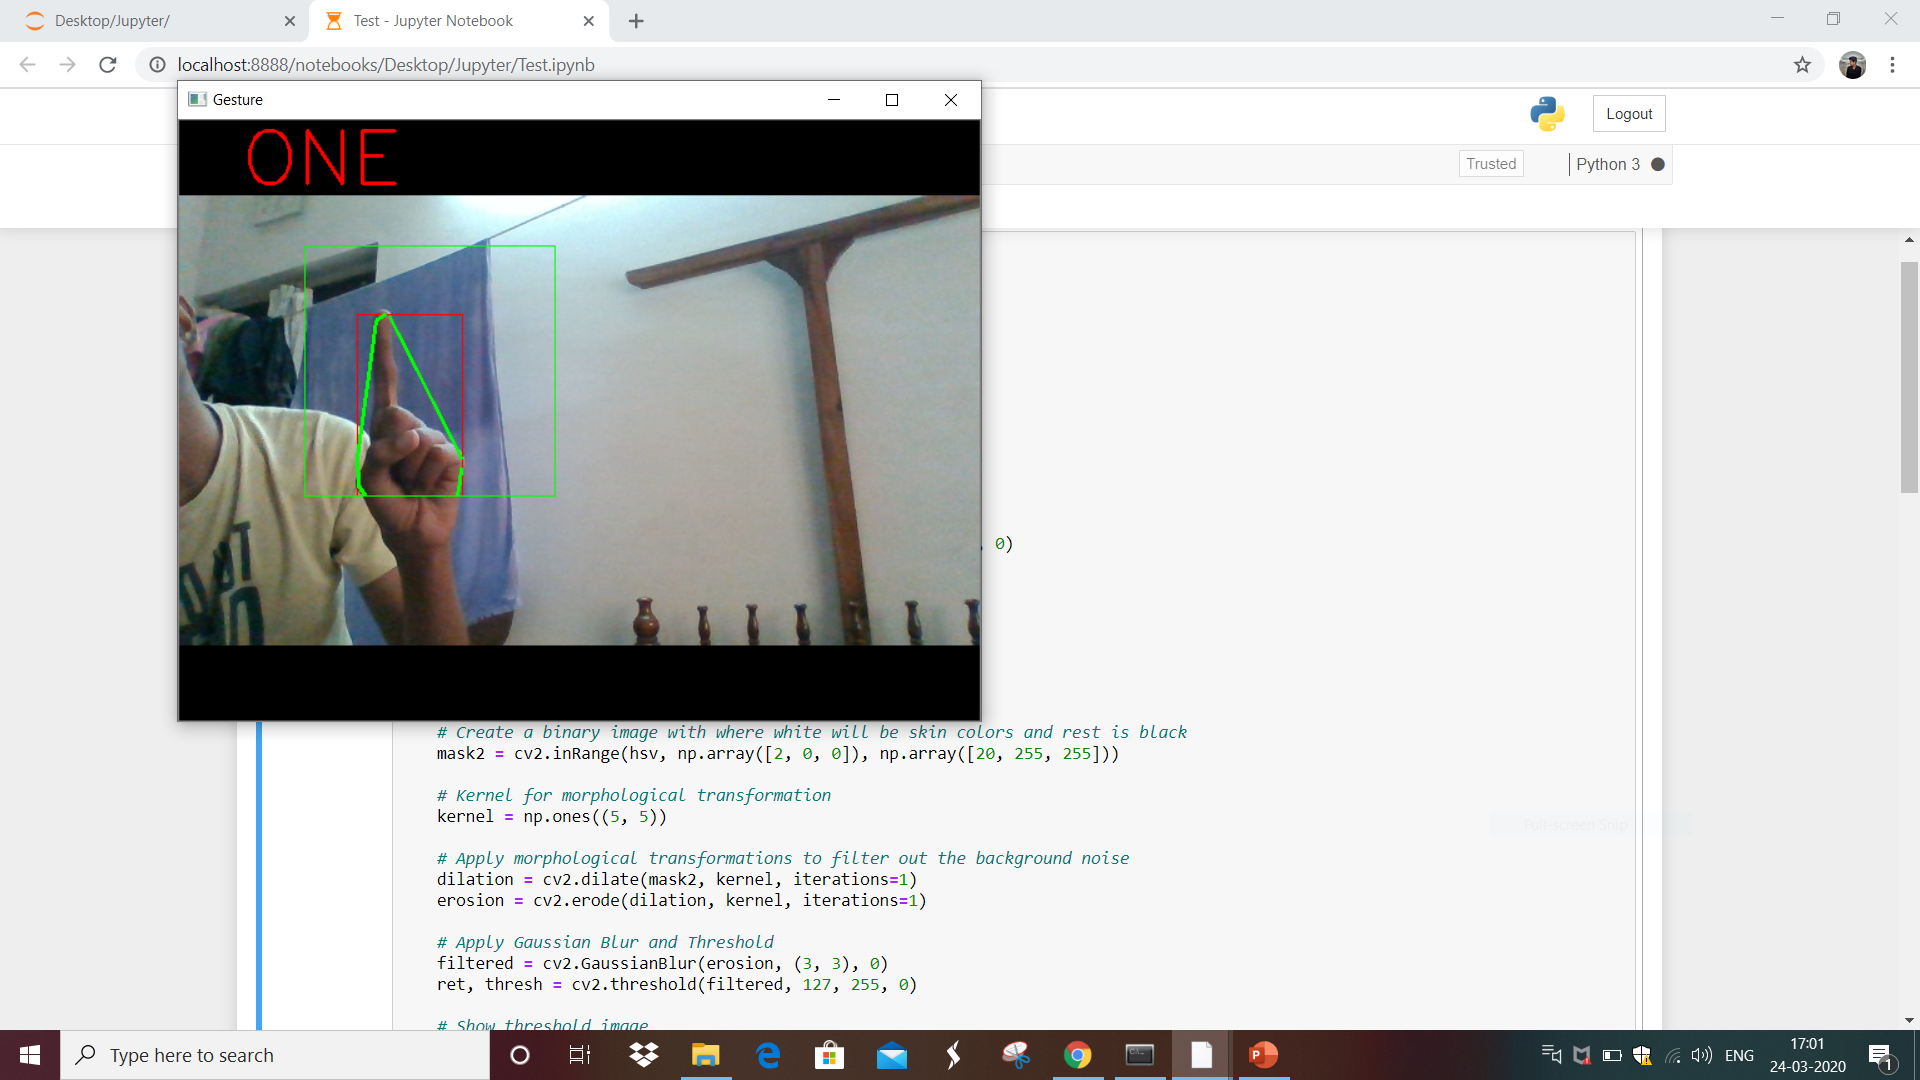 Desktop/Jupyter/
Test - Jupyter Notebook
localhost:8888/notebooks/Desktop/Jupyter/Test.ipynb
Gesture
ONE
Logout
Trusted
Python 3
, 0)
# Create a binary image with where white will be skin colors and rest is black
mask2 = cv2.inRange(hsv, np.array([2, 0, 0]), np.array([20, 255, 255]))
# Kernel for morphological transformation
kernel = np.ones((5, 5))
Full-screen Snip
# Apply morphological transformations to filter out the background noise
dilation = cv2.dilate(mask2, kernel, iterations=1)
erosion = cv2.erode(dilation, kernel, iterations=1)
# Apply Gaussian Blur and Threshold
filtered = cv2.GaussianBlur(erosion, (3, 3), 0)
ret, thresh = cv2.threshold(filtered, 127, 255, 0)
# Show threshold image
Type here to search
ENG
17:01
24-03-2020
1